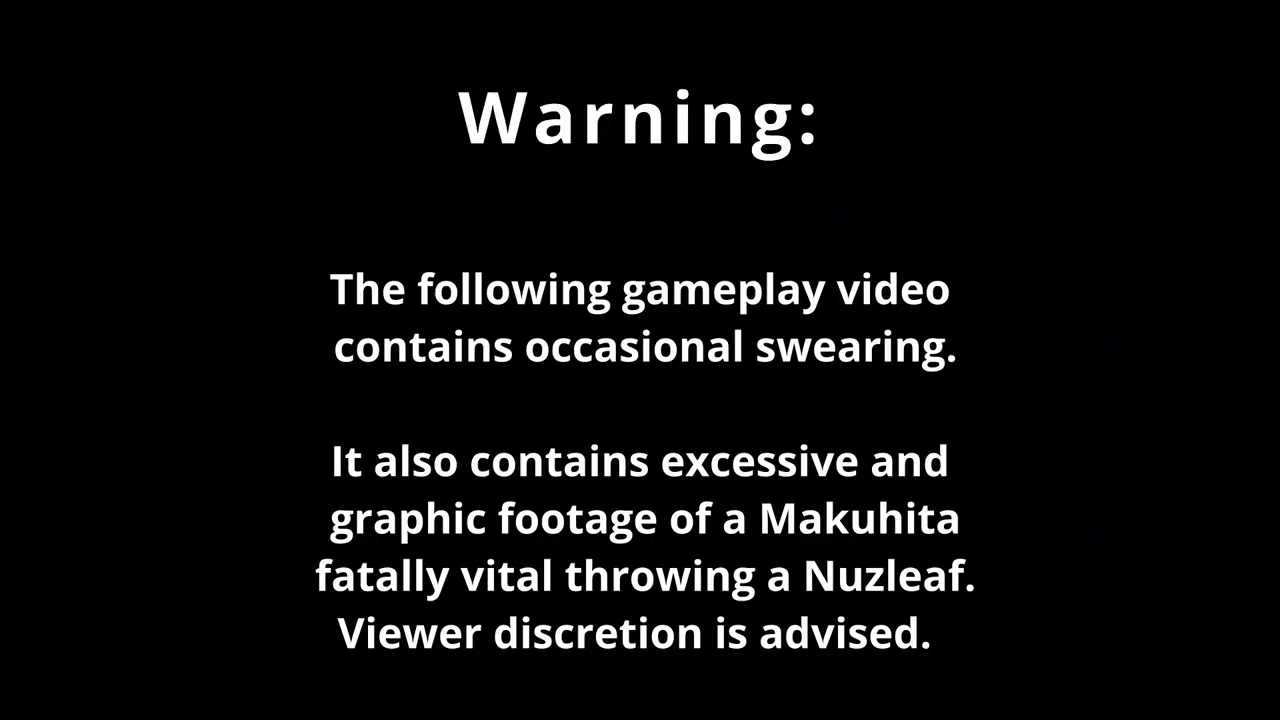 Warning:
The following gameplay video
contains occasional swearing.
It also contains excessive and
graphic footage of a Makuhita
fatally vital throwing a Nuzleaf.
Viewer discretion is advised.